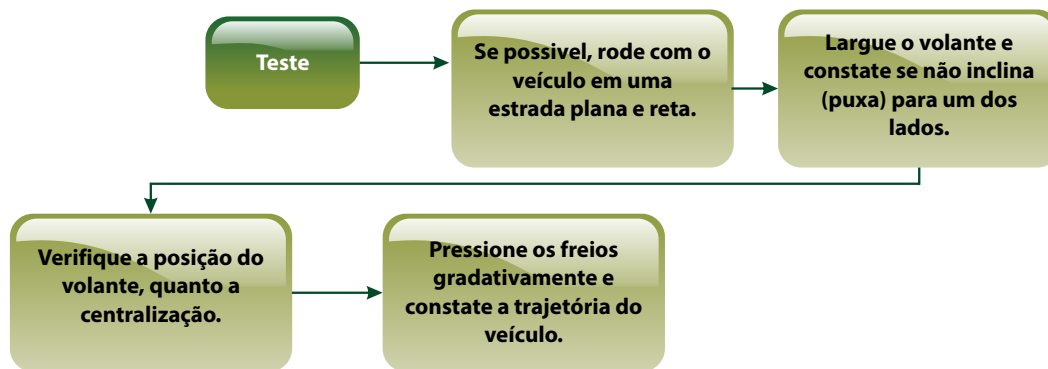 Teste
Se possivel, rode com o
veículo em uma
estrada plana e reta.
Largue o volante e
constate se não inclina
(puxa) para um dos
lados.
Verifique a posição do
volante, quanto a
centralização.
Pressione os freios
gradativamente e
constate a trajetória do
veículo.